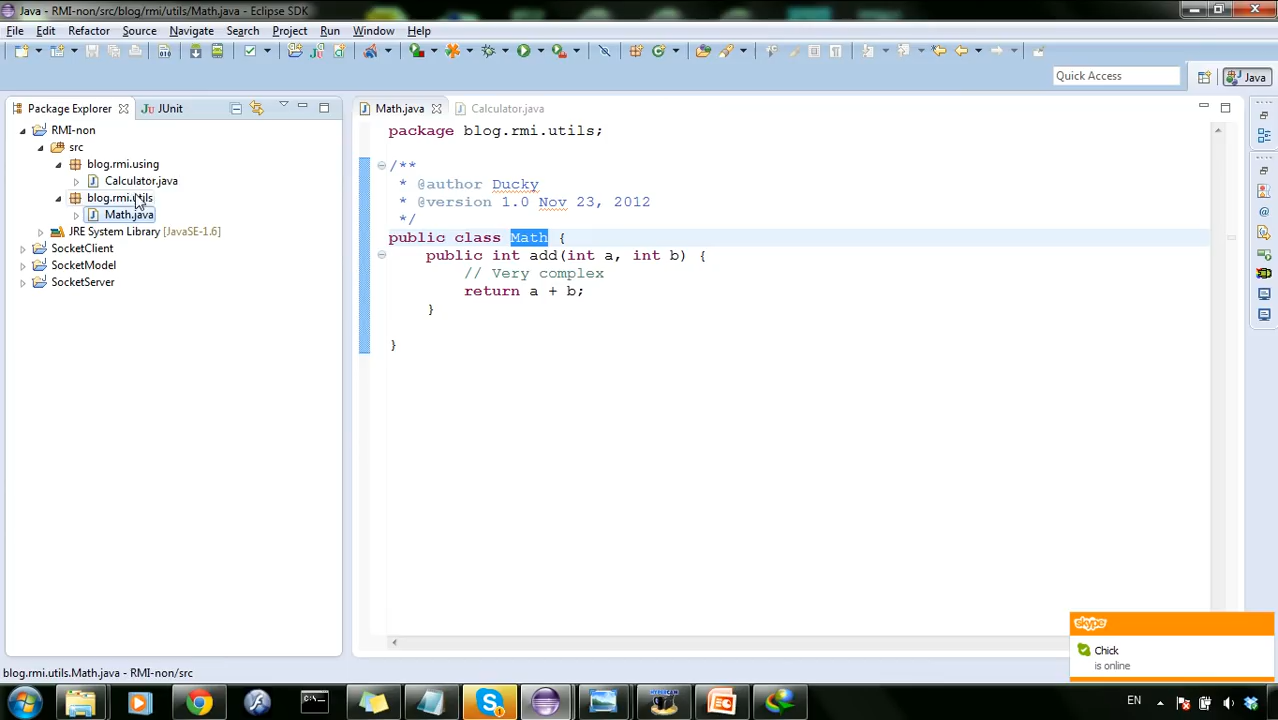 Java - RMI-non/src/blog/rmi/utils/Math.java - Eclipse SDK
File Edit Refactor Source Navigate Search Project Run Window Help
Quick Access
Java
Package Explorer
JUnit
Math.java
Calculator.java
RMI-non
src
blog.rmi.using
Calculator.java
blog.rmi.utils
Math.java
JRE System Library [JavaSE-1.6]
SocketClient
SocketModel
SocketServer
package blog.rmi.utils;
/**
* @author Ducky
* @version 1.0 Nov 23, 2012
*/
public class Math {
public int add(int a, int b) {
// Very complex
return a + b;
}
}
skype
Chick
is online
blog.rmi.utils.Math.java - RMI-non/src
EN